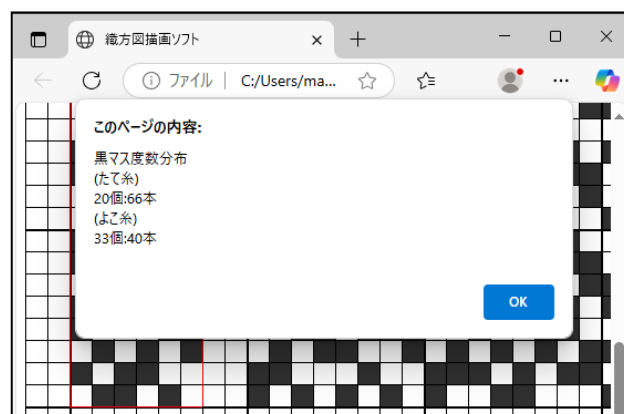 織方図描画ソフト
ファイル | C:/Users/ma...
このページの内容:
黒マス度数分布
(たて糸)
20個:66本
(よこ糸)
33個:40本
OK